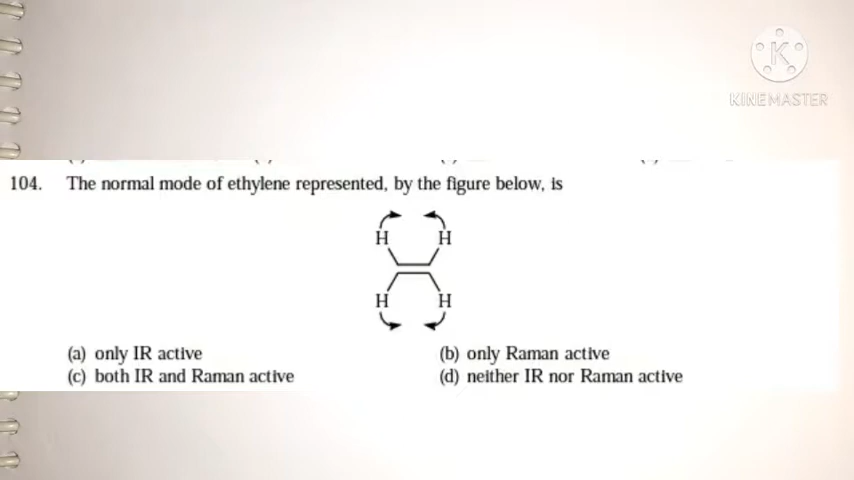 K
KINEMASTER
104. The normal mode of ethylene represented, by the figure below, is
H H
H H
(a) only IR active (b) only Raman active
(c) both IR and Raman active (d) neither IR nor Raman active